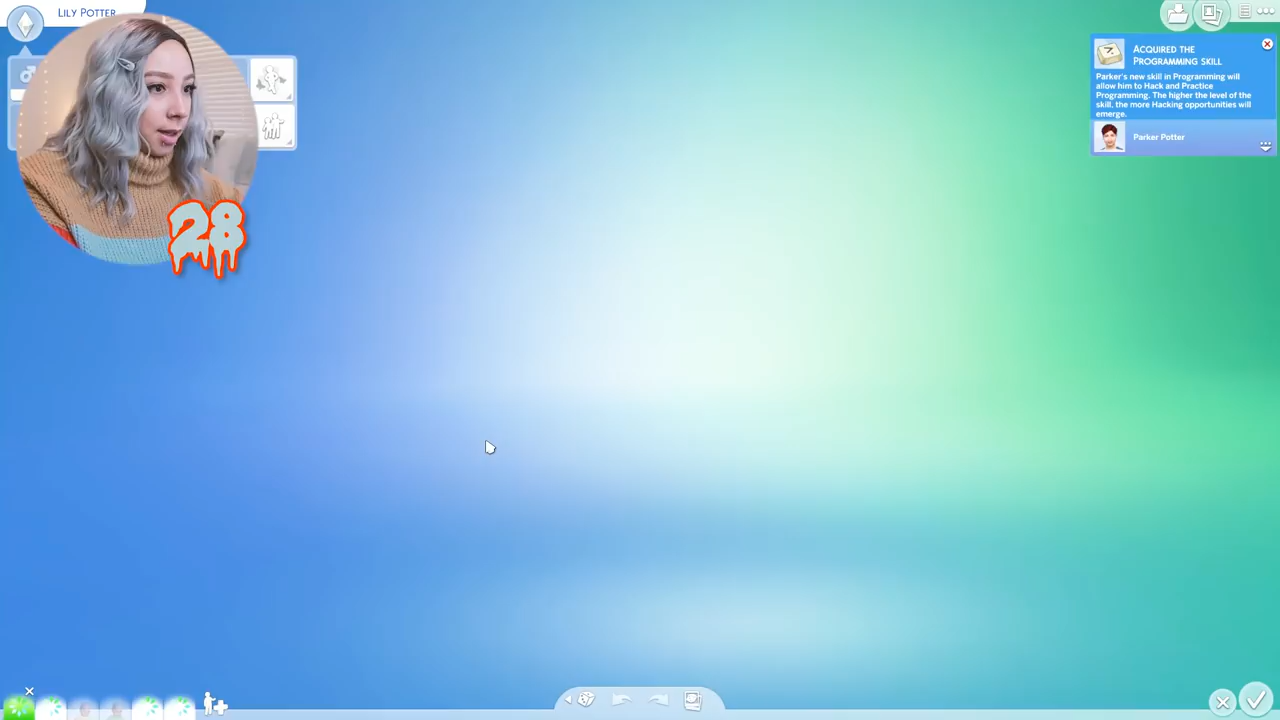 LILY POTTER
ACQUIRED THE
PROGRAMMING SKILL
Parker's new skill in Programming will
allow him to Hack and Practice
Programming. The higher the level of the
skill, the more Hacking opportunities will
emerge.
Parker Potter
28